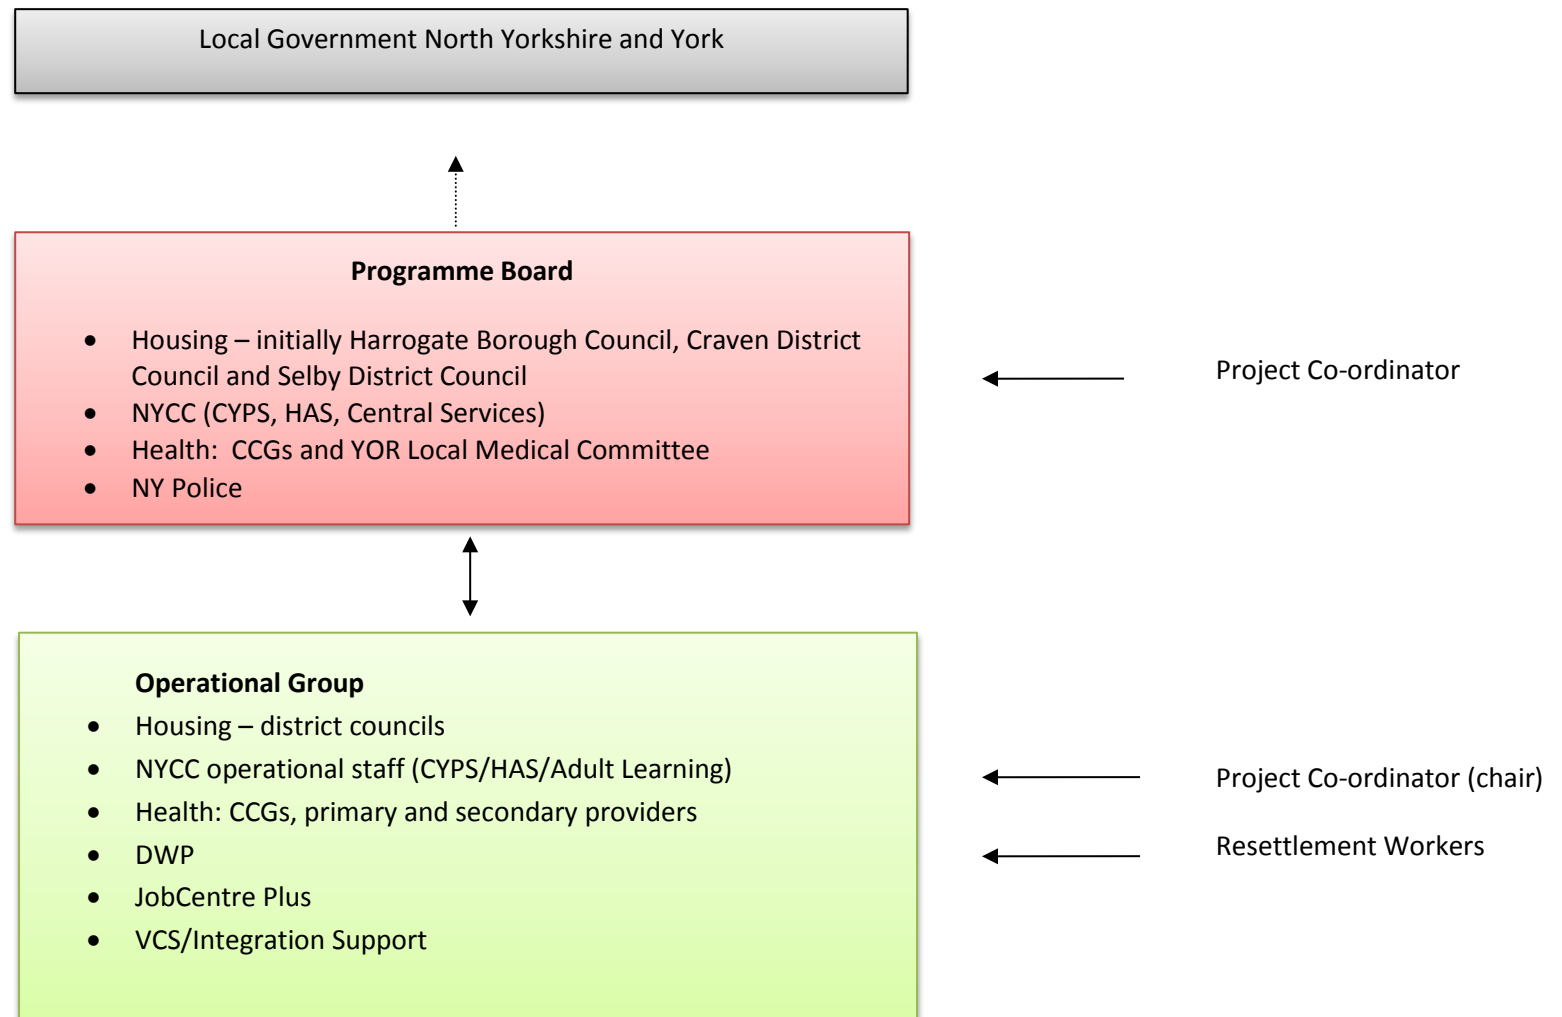 Local Government North Yorkshire and York
Programme Board
• Housing – initially Harrogate Borough Council, Craven District
Council and Selby District Council
• NYCC (CYPS, HAS, Central Services)
• Health:  CCGs and YOR Local Medical Committee
• NY Police
Project Co-ordinator
Operational Group
• Housing – district councils
• NYCC operational staff (CYPS/HAS/Adult Learning)
• Health: CCGs, primary and secondary providers
• DWP
• JobCentre Plus
• VCS/Integration Support
Project Co-ordinator (chair)
Resettlement Workers